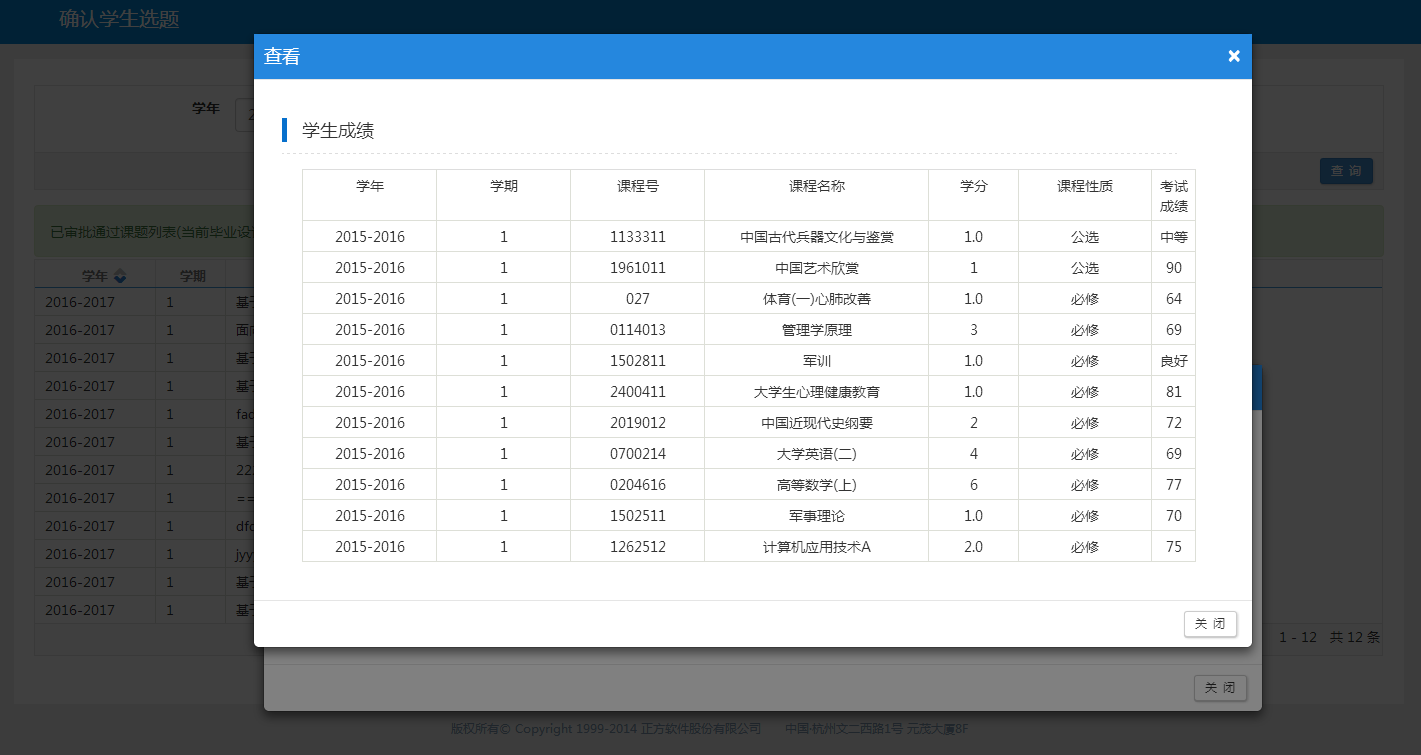 确认学生选题
查看
×
学年
查 询
学生成绩
学年 学期 课程号 课程名称 学分 课程性质 考试成绩
2015-2016 1 1133311 中国古代兵器文化与鉴赏 1.0 公选 中等
2015-2016 1 1961011 中国艺术欣赏 1 公选 90
2015-2016 1 027 体育(一)心肺改善 1.0 必修 64
2015-2016 1 0114013 管理学原理 3 必修 69
2015-2016 1 1502811 军训 1.0 必修 良好
2015-2016 1 2400411 大学生心理健康教育 1.0 必修 81
2015-2016 1 2019012 中国近现代史纲要 2 必修 72
2015-2016 1 0700214 大学英语(二) 4 必修 69
2015-2016 1 0204616 高等数学(上) 6 必修 77
2015-2016 1 1502511 军事理论 1.0 必修 70
2015-2016 1 1262512 计算机应用技术A 2.0 必修 75
关 闭
已审批通过课题列表(当前毕业设
学年 学期
2016-2017 1 基
2016-2017 1 面向
2016-2017 1 基
2016-2017 1 基
2016-2017 1 fac
2016-2017 1 基
2016-2017 1 22
2016-2017 1 ==
2016-2017 1 dfc
2016-2017 1 jyy
2016-2017 1 基
2016-2017 1 基
1 - 12 共 12 条
关 闭
版权所有© Copyright 1999-2014 正方软件股份有限公司 中国·杭州文二西路1号 元茂大厦8F